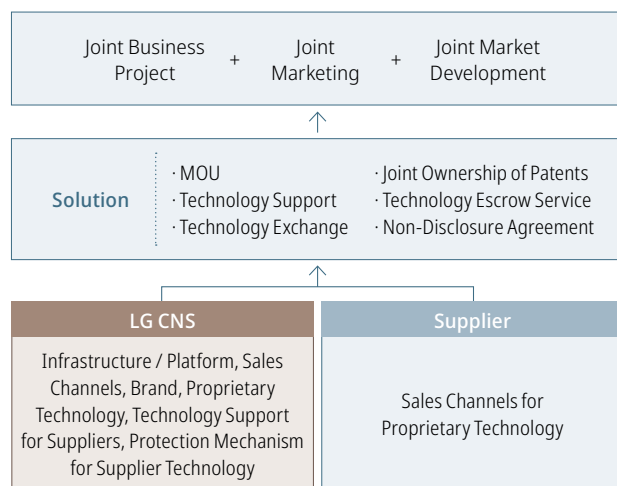 Joint Business
Project
+
Joint
Marketing
+
Joint Market
Development
Solution
· MOU
· Technology Support
· Technology Exchange
· Joint Ownership of Patents
· Technology Escrow Service
· Non-Disclosure Agreement
LG CNS
Infrastructure / Platform, Sales
Channels, Brand, Proprietary
Technology, Technology Support
for Suppliers, Protection Mechanism
for Supplier Technology
Supplier
Sales Channels for
Proprietary Technology